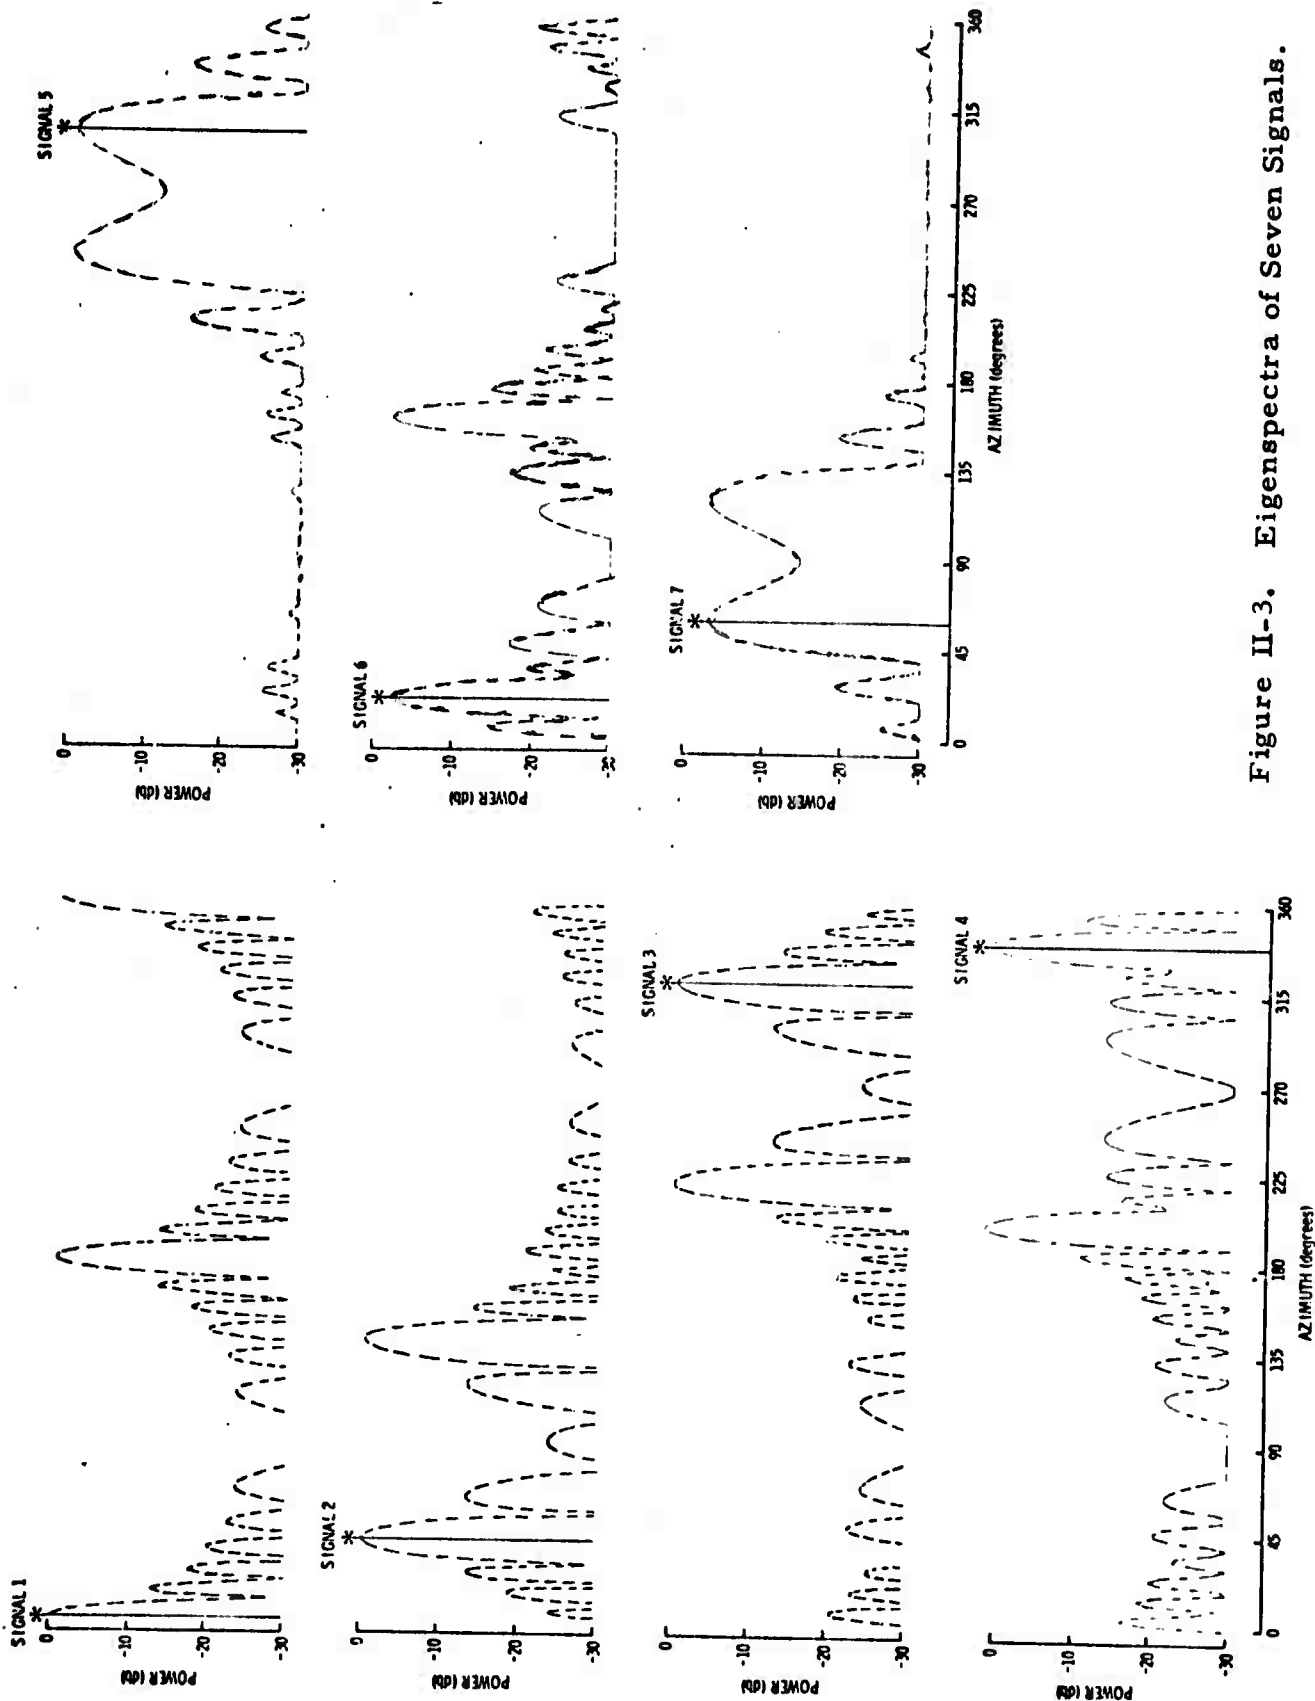 SIGNAL 1
0
-10
-20
-30
POWER (db)
SIGNAL 2
0
-10
-20
-30
POWER (db)
SIGNAL 3
0
-10
-20
-30
POWER (db)
SIGNAL 4
0
-10
-20
-30
POWER (db)
0
45
90
135
180
225
270
315
360
AZIMUTH (degrees)
SIGNAL 5
0
-10
-20
-30
POWER (db)
SIGNAL 6
0
-10
-20
-30
POWER (db)
SIGNAL 7
0
-10
-20
-30
POWER (db)
0
45
90
135
180
225
270
315
360
AZIMUTH (degrees)
Figure II-3. Eigenspectra of Seven Signals.